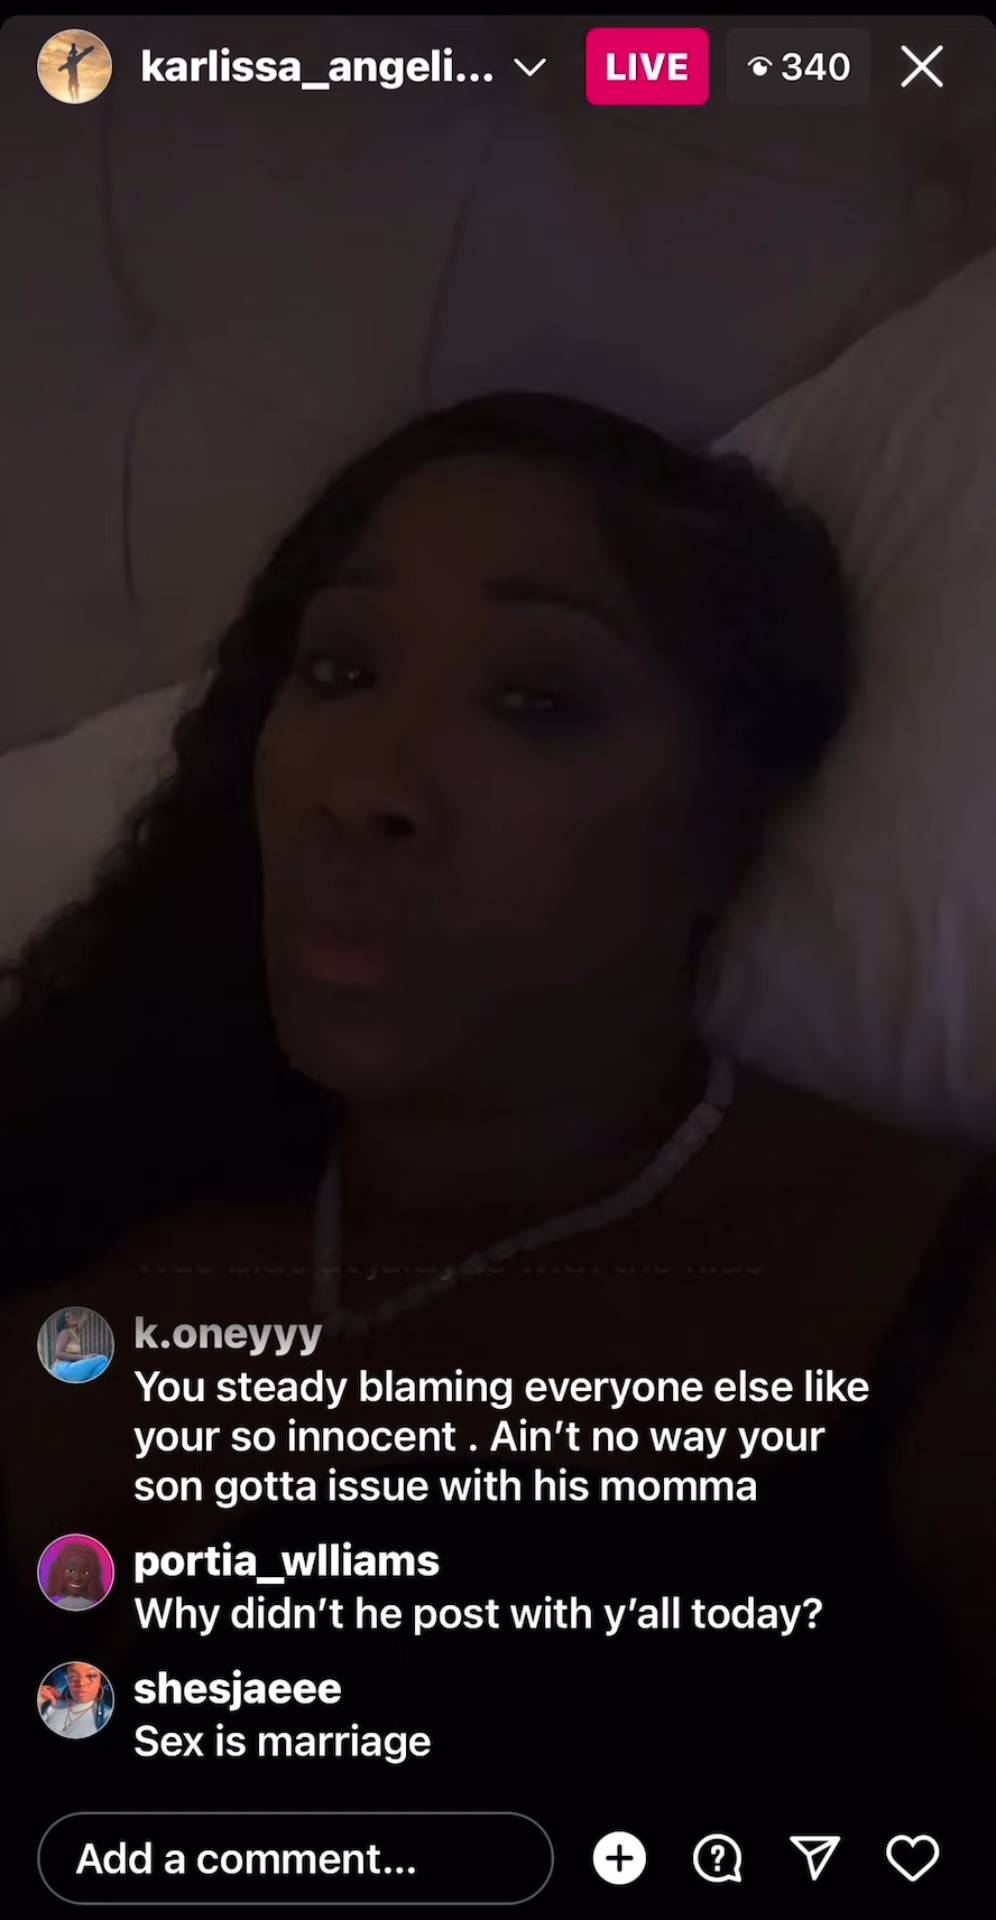 karlissa_angeli...
LIVE
340
k.oneyyy
You steady blaming everyone else like
your so innocent . Ain't no way your
son gotta issue with his momma
portia_wlliams
Why didn't he post with y'all today?
shesjaeee
Sex is marriage
Add a comment...